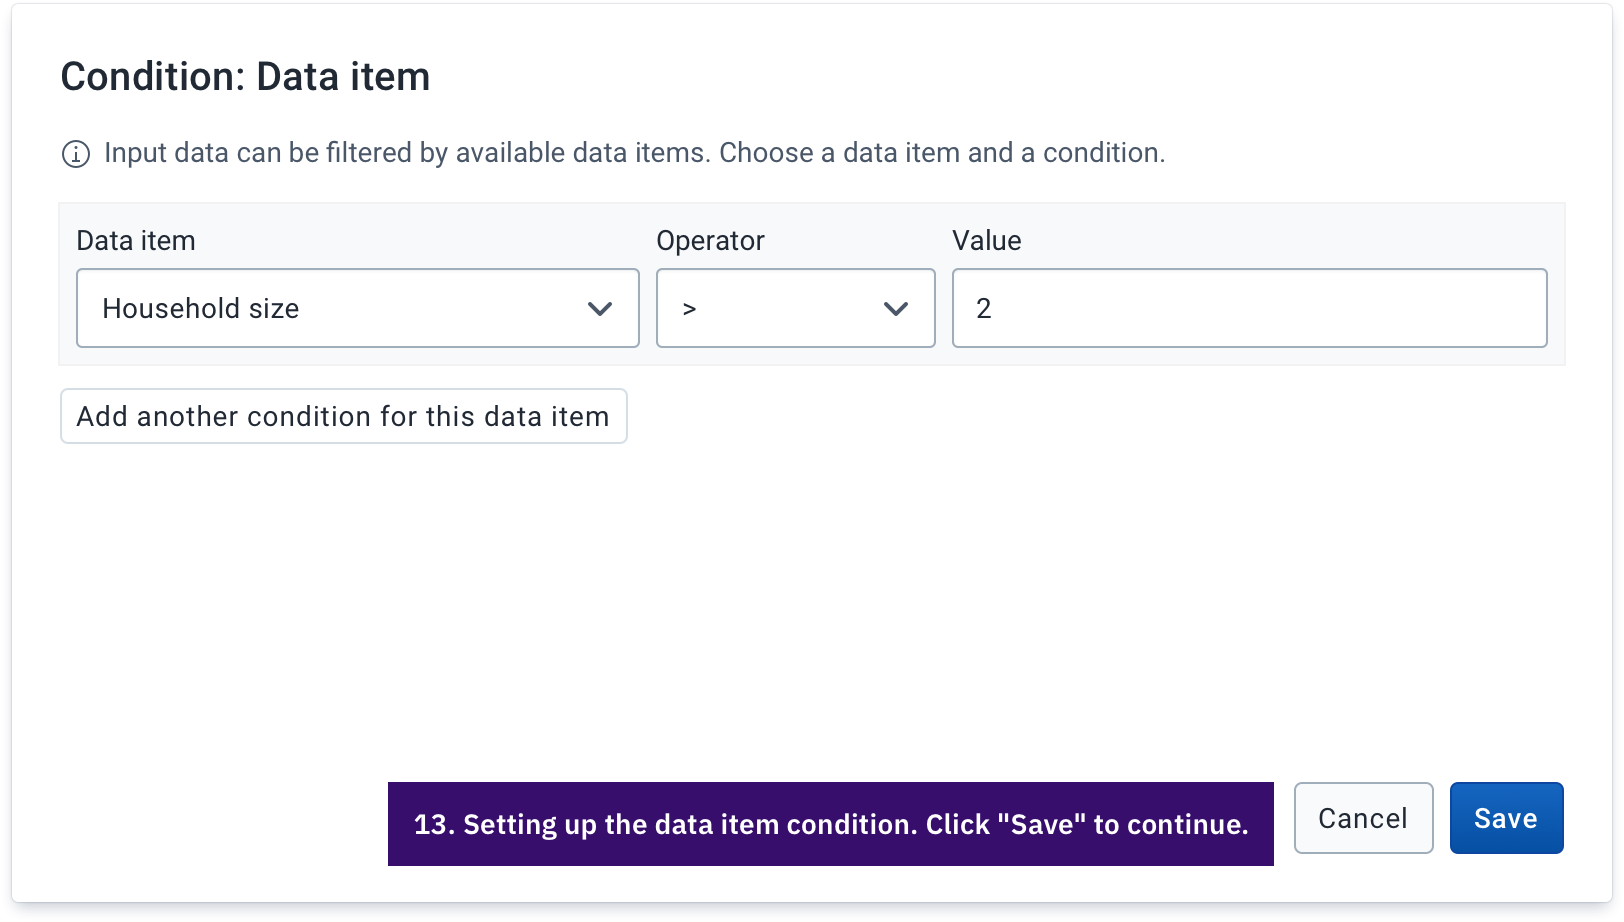 Condition: Data item
Input data can be filtered by available data items. Choose a data item and a condition.
Data item Operator Value
Household size > 2
Add another condition for this data item
13. Setting up the data item condition. Click "Save" to continue. Cancel Save